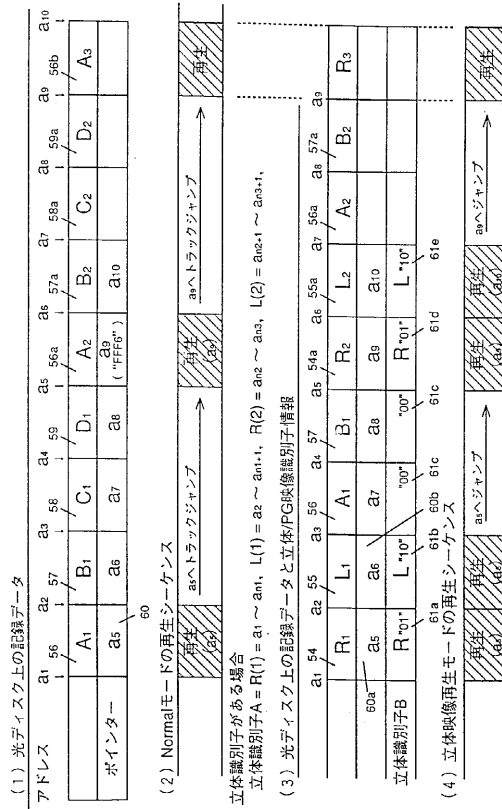 (1) 光ディスク上の記録データ
アドレス
a1 a2 a3 a4 a5 a6 a7 a8 a9 a10
56 57 58 59 56a 57a 58a 59a 56b
A1 B1 C1 D1 A2 B2 C2 D2 A3
ポインター a5 a6 a7 a8 a9 a10
("FFF6")
60
(2) Normalモードの再生シーケンス
再生 (a5) a5へトラックジャンプ 再生 (a9) a9へトラックジャンプ 再生
立体識別子がある場合
立体識別子A = R(1) = a1 ~ an1, L(1) = a2 ~ an1+1, R(2) = an2 ~ an3, L(2) = an2+1 ~ an3+1,
(3) 光ディスク上の記録データと立体/PG映像識別子情報
a1 a2 a3 a4 a5 a6 a7 a8 a9
54 55 56 57 54a 55a 56a 57a
R1 L1 A1 B1 R2 L2 A2 B2 R3
a5 a6 a7 a8 a9 a10
60a 60b
立体識別子B R "01" L "10" "00" "00" R "01" L "10"
61a 61b 61c 61c 61d 61e
(4) 立体映像再生モードの再生シーケンス
再生 再生 a5へジャンプ 再生 (a9) 再生 (a10) a9へジャンプ 再生